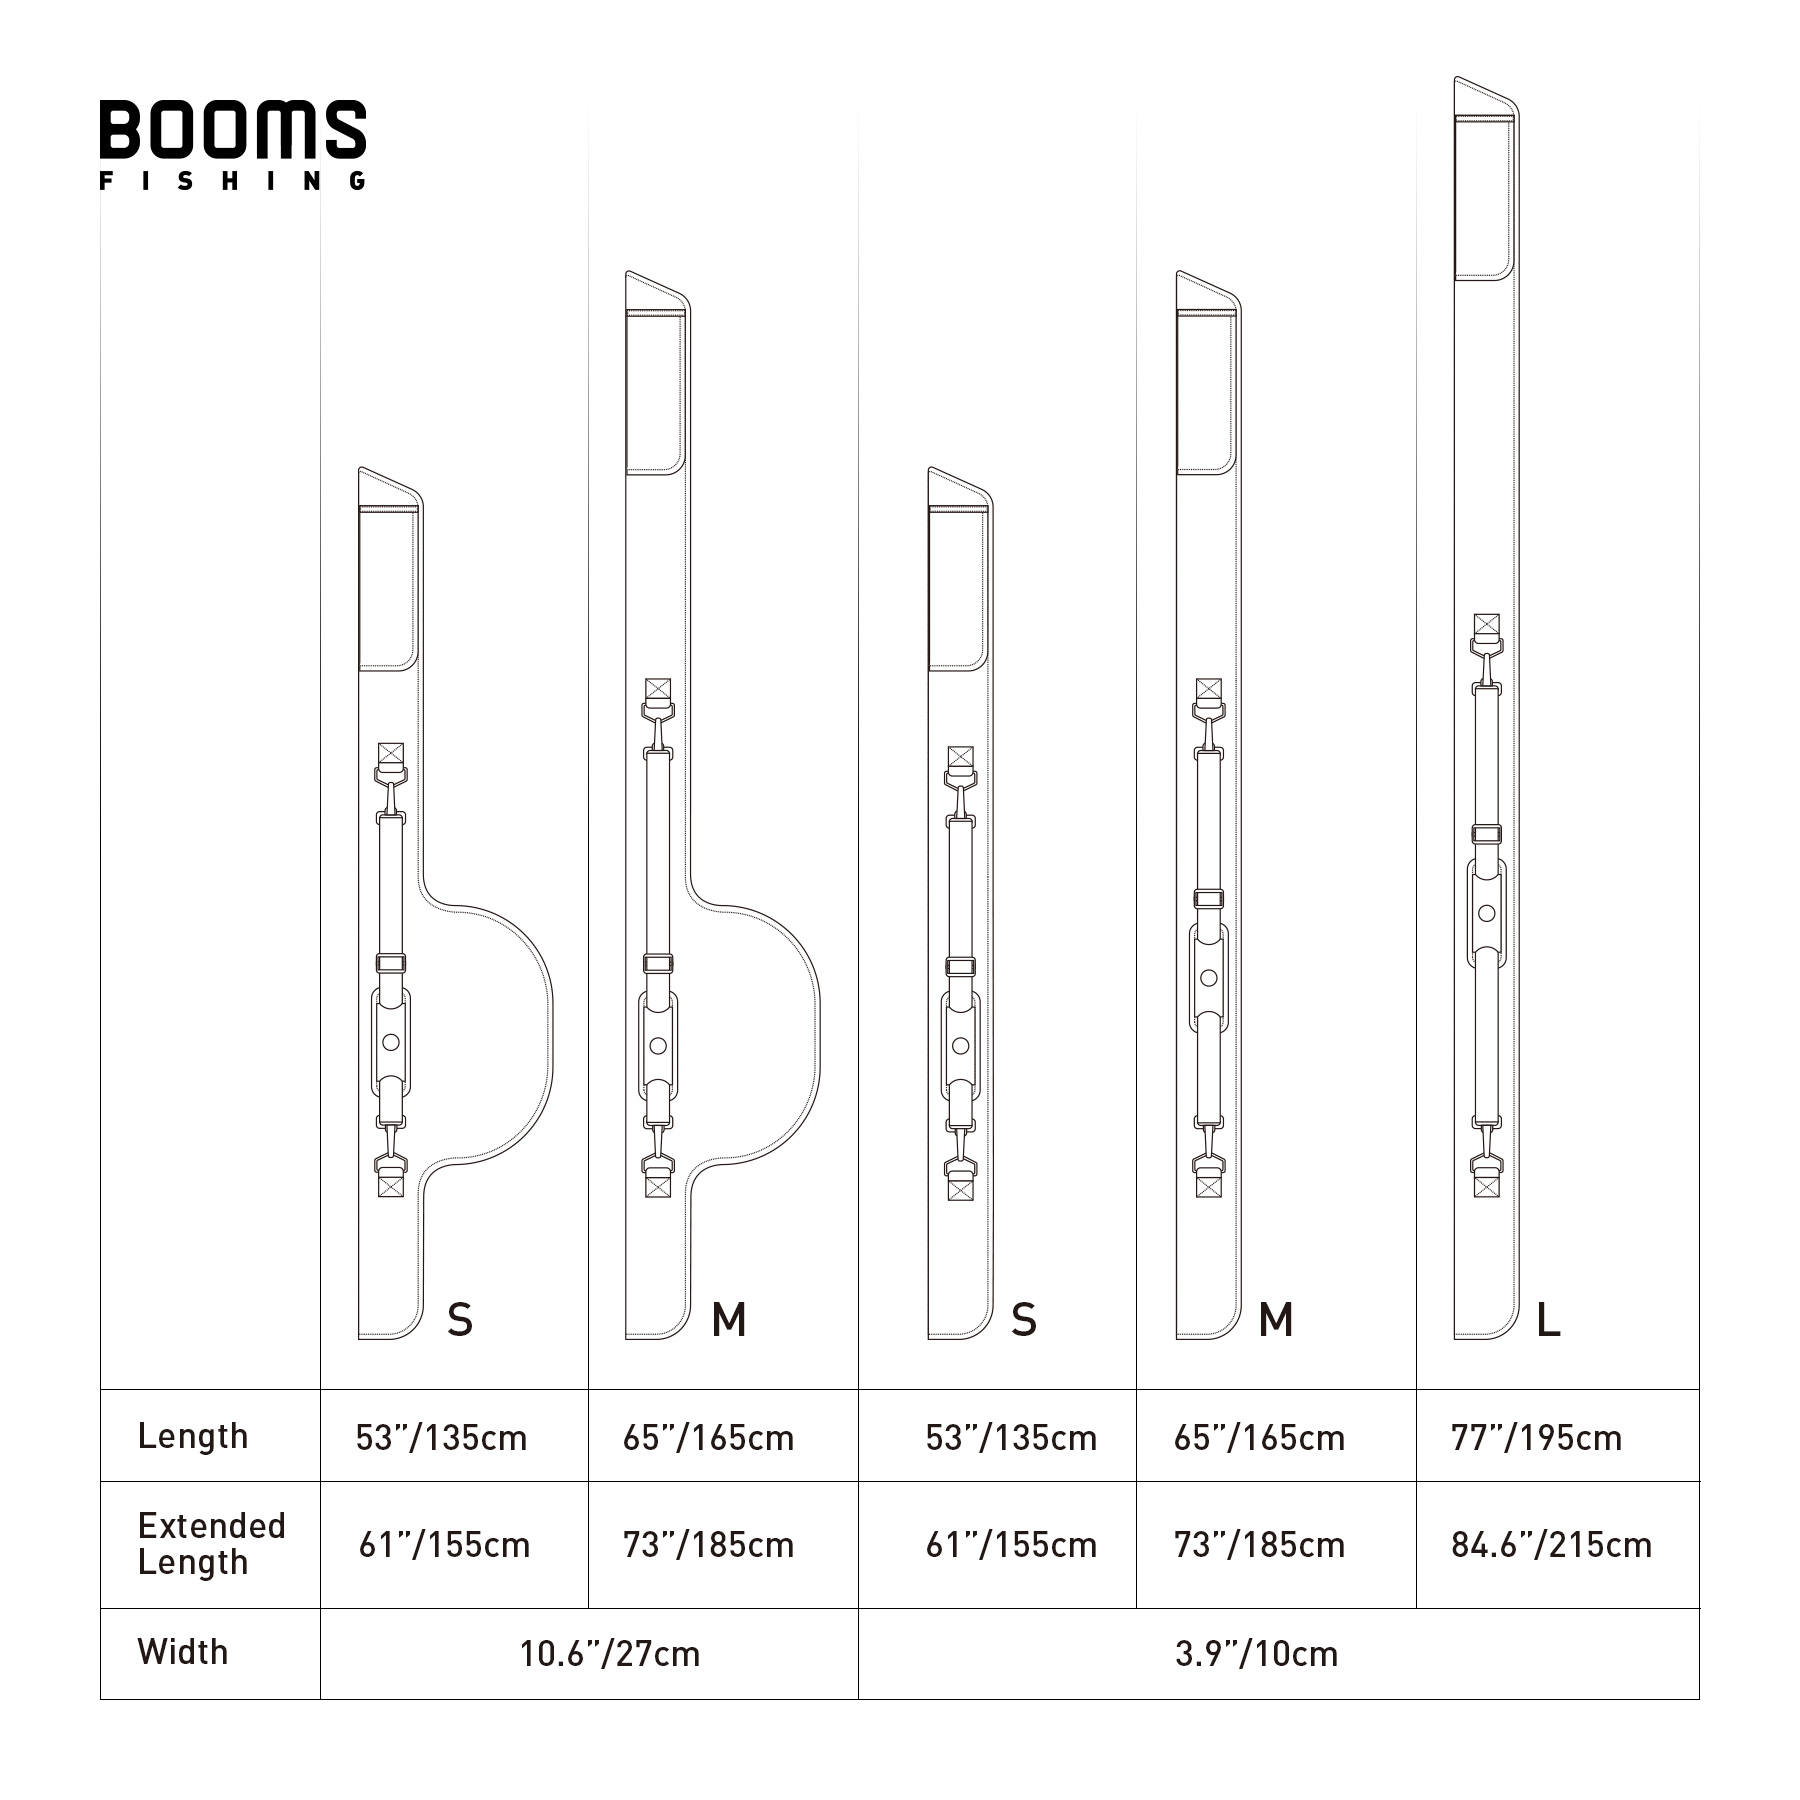 BOOMS
FISHING
S M S M L
Length 53”/135cm 65”/165cm 53”/135cm 65”/165cm 77”/195cm
Extended
Length
61”/155cm 73”/185cm 61”/155cm 73”/185cm 84.6”/215cm
Width 10.6”/27cm 3.9”/10cm